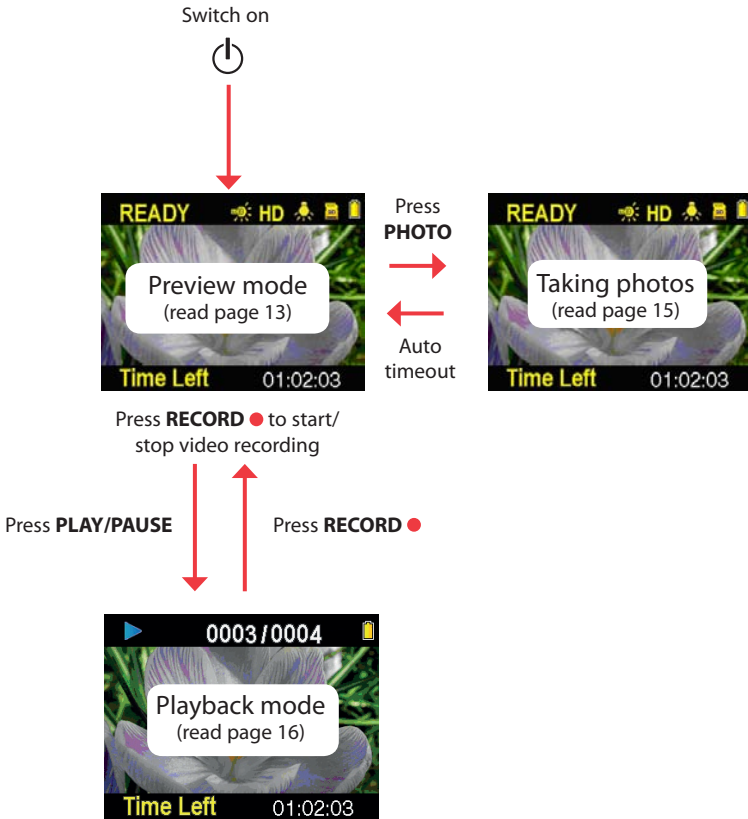 Switch on
READY HD
Preview mode
(read page 13)
Time Left 01:02:03
Press
PHOTO
Auto
timeout
READY HD
Taking photos
(read page 15)
Time Left 01:02:03
Press RECORD ● to start/
stop video recording
Press PLAY/PAUSE
Press RECORD ●
0003/0004
Playback mode
(read page 16)
Time Left 01:02:03